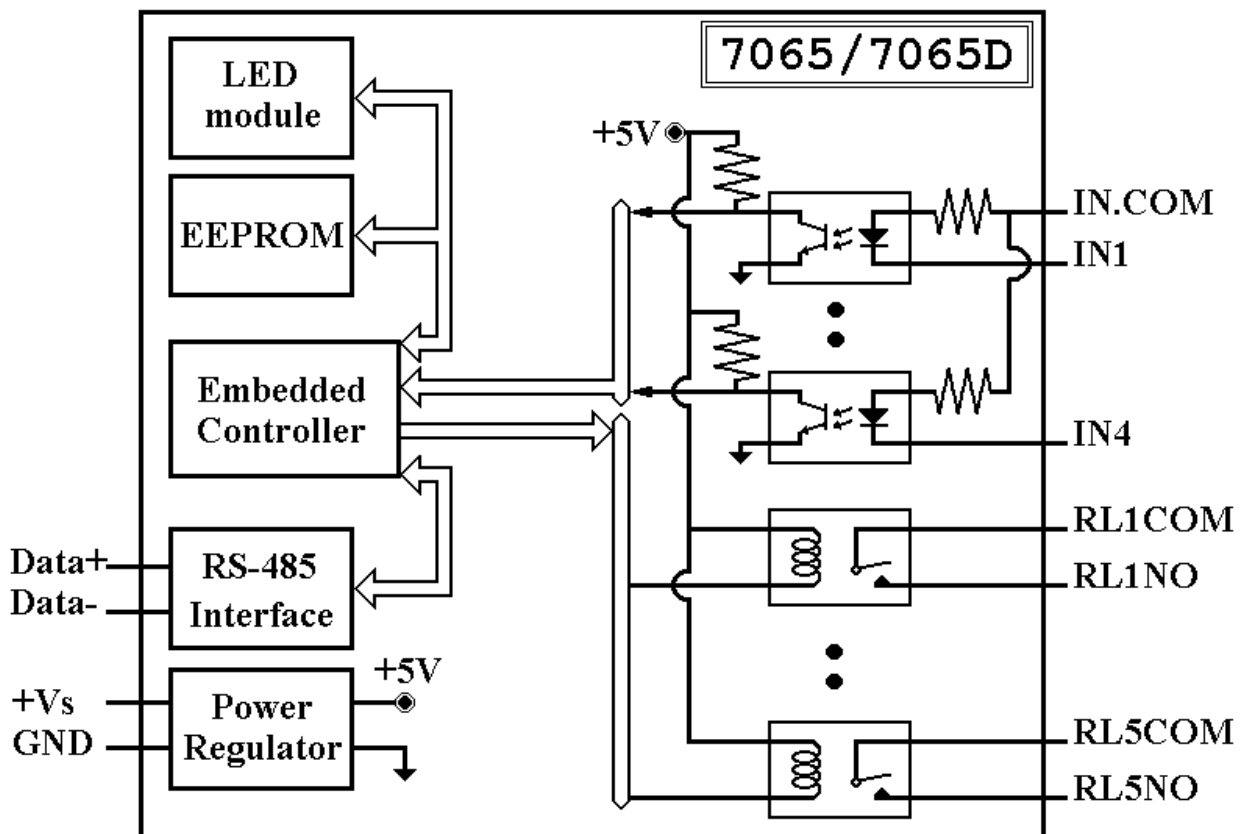 7065/7065D
LED
module
EEPROM
Embedded
Controller
RS-485
Interface
Power
Regulator
Data+
Data-
+Vs
GND
+5V
+5V
IN.COM
IN1
IN4
RL1COM
RL1NO
RL5COM
RL5NO